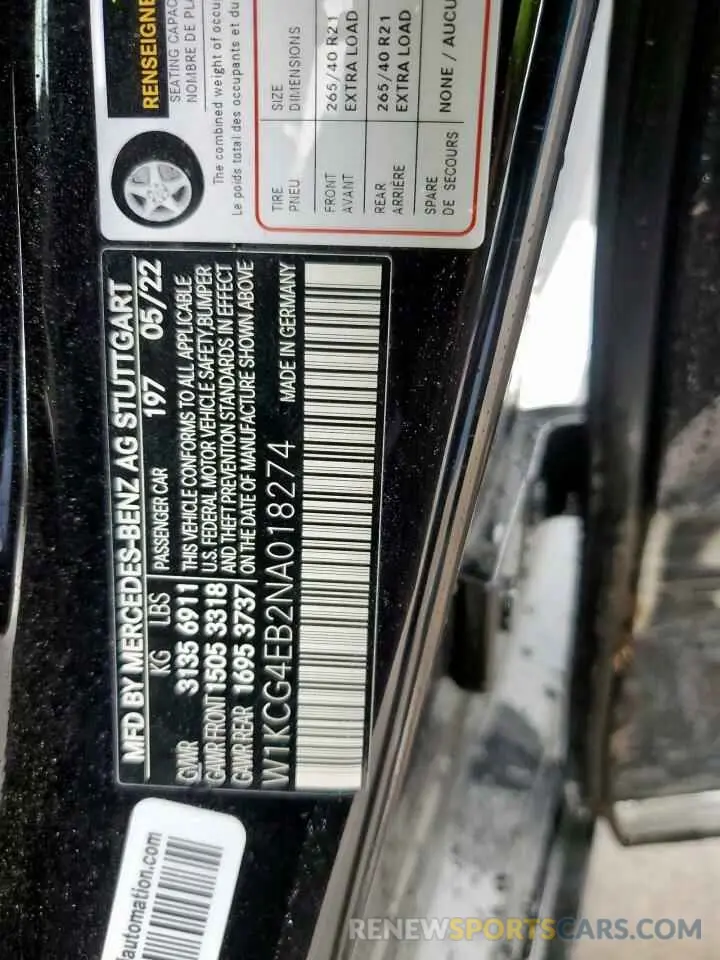 MFD BY MERCEDES-BENZ AG STUTTGART
KG LBS PASSENGER CAR 197 05/22
GVWR 3135 6911 THIS VEHICLE CONFORMS TO ALL APPLICABLE
GAWR FRONT 1505 3318 U.S. FEDERAL MOTOR VEHICLE SAFETY, BUMPER
GAWR REAR 1695 3737 AND THEFT PREVENTION STANDARDS IN EFFECT
ON THE DATE OF MANUFACTURE SHOWN ABOVE
W1KCG4EB2NA018274 MADE IN GERMANY
RENSEIGNE
SEATING CAPAC
NOMBRE DE PLA
The combined weight of occup
Le poids total des occupants et du
TIRE SIZE
PNEU DIMENSIONS
FRONT 265/40 R21
AVANT EXTRA LOAD
REAR 265/40 R21
ARRIÈRE EXTRA LOAD
SPARE NONE / AUCU
DE SECOURS
automation.com
RENEWSPORTSCARS.COM